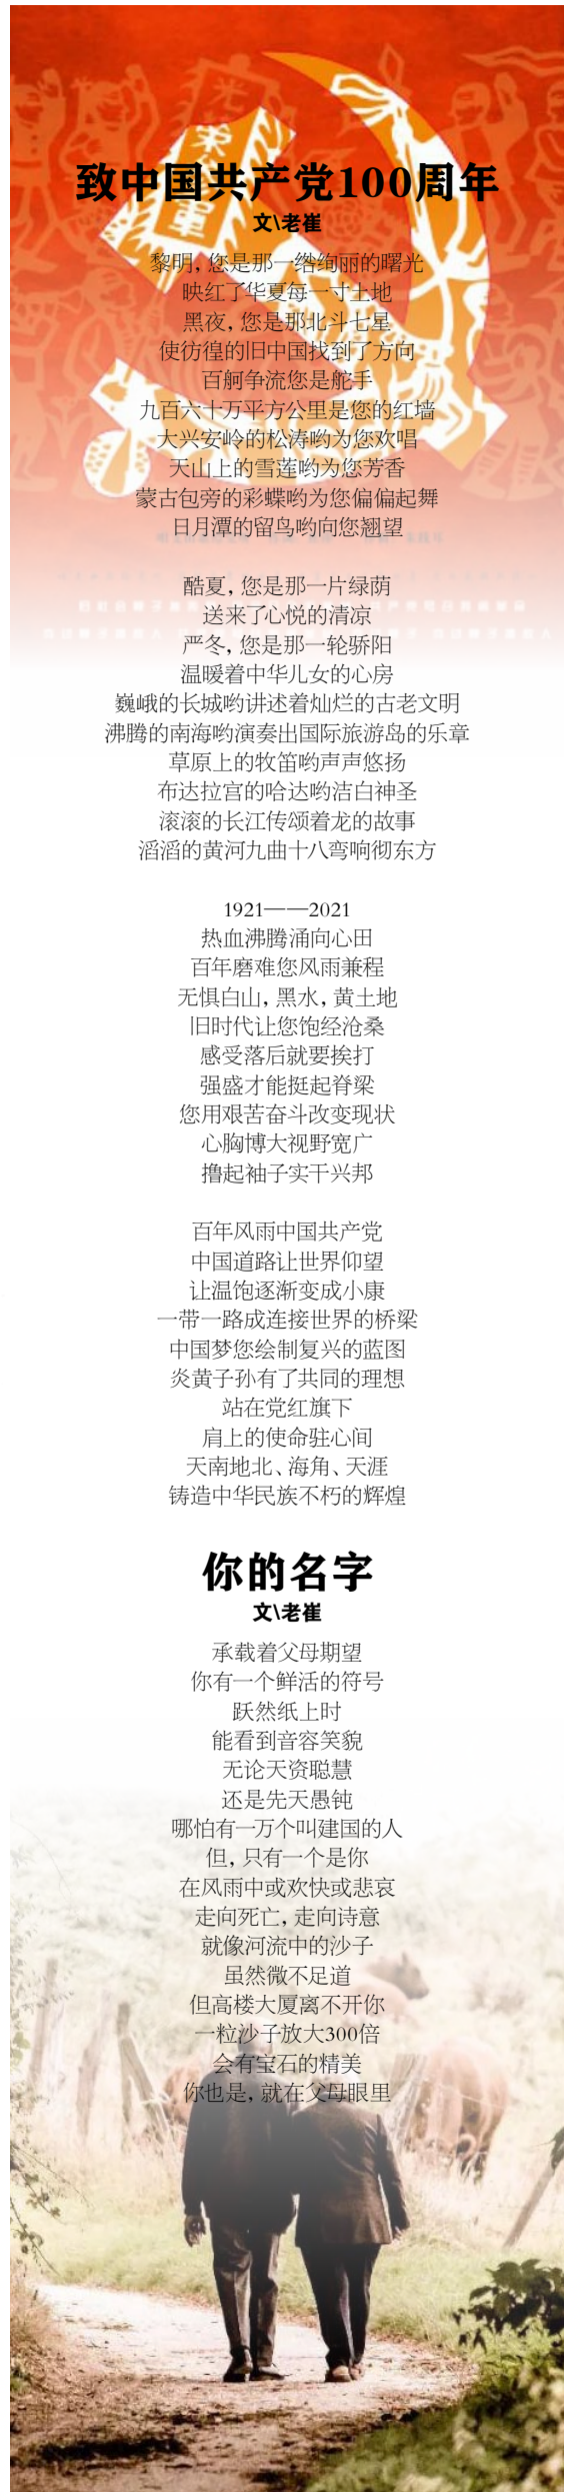 致中国共产党100周年
文\老崔
黎明，您是那一绺绚丽的曙光
映红了华夏每一寸土地
黑夜，您是那北斗七星
使彷徨的旧中国找到了方向
百舸争流您是舵手
九百六十万平方公里是您的红墙
大兴安岭的松涛哟为您欢唱
天山上的雪莲哟为您芳香
蒙古包旁的彩蝶哟为您偏偏起舞
日月潭的留鸟哟向您翘望
酷夏，您是那一片绿荫
送来了心悦的清凉
严冬，您是那一轮骄阳
温暖着中华儿女的心房
巍峨的长城哟讲述着灿烂的古老文明
沸腾的南海哟演奏出国际旅游岛的乐章
草原上的牧笛哟声声悠扬
布达拉宫的哈达哟洁白神圣
滚滚的长江传颂着龙的故事
滔滔的黄河九曲十八弯响彻东方
1921——2021
热血沸腾涌向心田
百年磨难您风雨兼程
无惧白山，黑水，黄土地
旧时代让您饱经沧桑
感受落后就要挨打
强盛才能挺起脊梁
您用艰苦奋斗改变现状
心胸博大视野宽广
撸起袖子实干兴邦
百年风雨中国共产党
中国道路让世界仰望
让温饱逐渐变成小康
一带一路成连接世界的桥梁
中国梦您绘制复兴的蓝图
炎黄子孙有了共同的理想
站在党红旗下
肩上的使命驻心间
天南地北、海角、天涯
铸造中华民族不朽的辉煌
你的名字
文\老崔
承载着父母期望
你有一个鲜活的符号
跃然纸上时
能看到音容笑貌
无论天资聪慧
还是先天愚钝
哪怕有一万个叫建国的人
但，只有一个是你
在风雨中或欢快或悲哀
走向死亡，走向诗意
就像河流中的沙子
虽然微不足道
但高楼大厦离不开你
一粒沙子放大300倍
会有宝石的精美
你也是，就在父母眼里